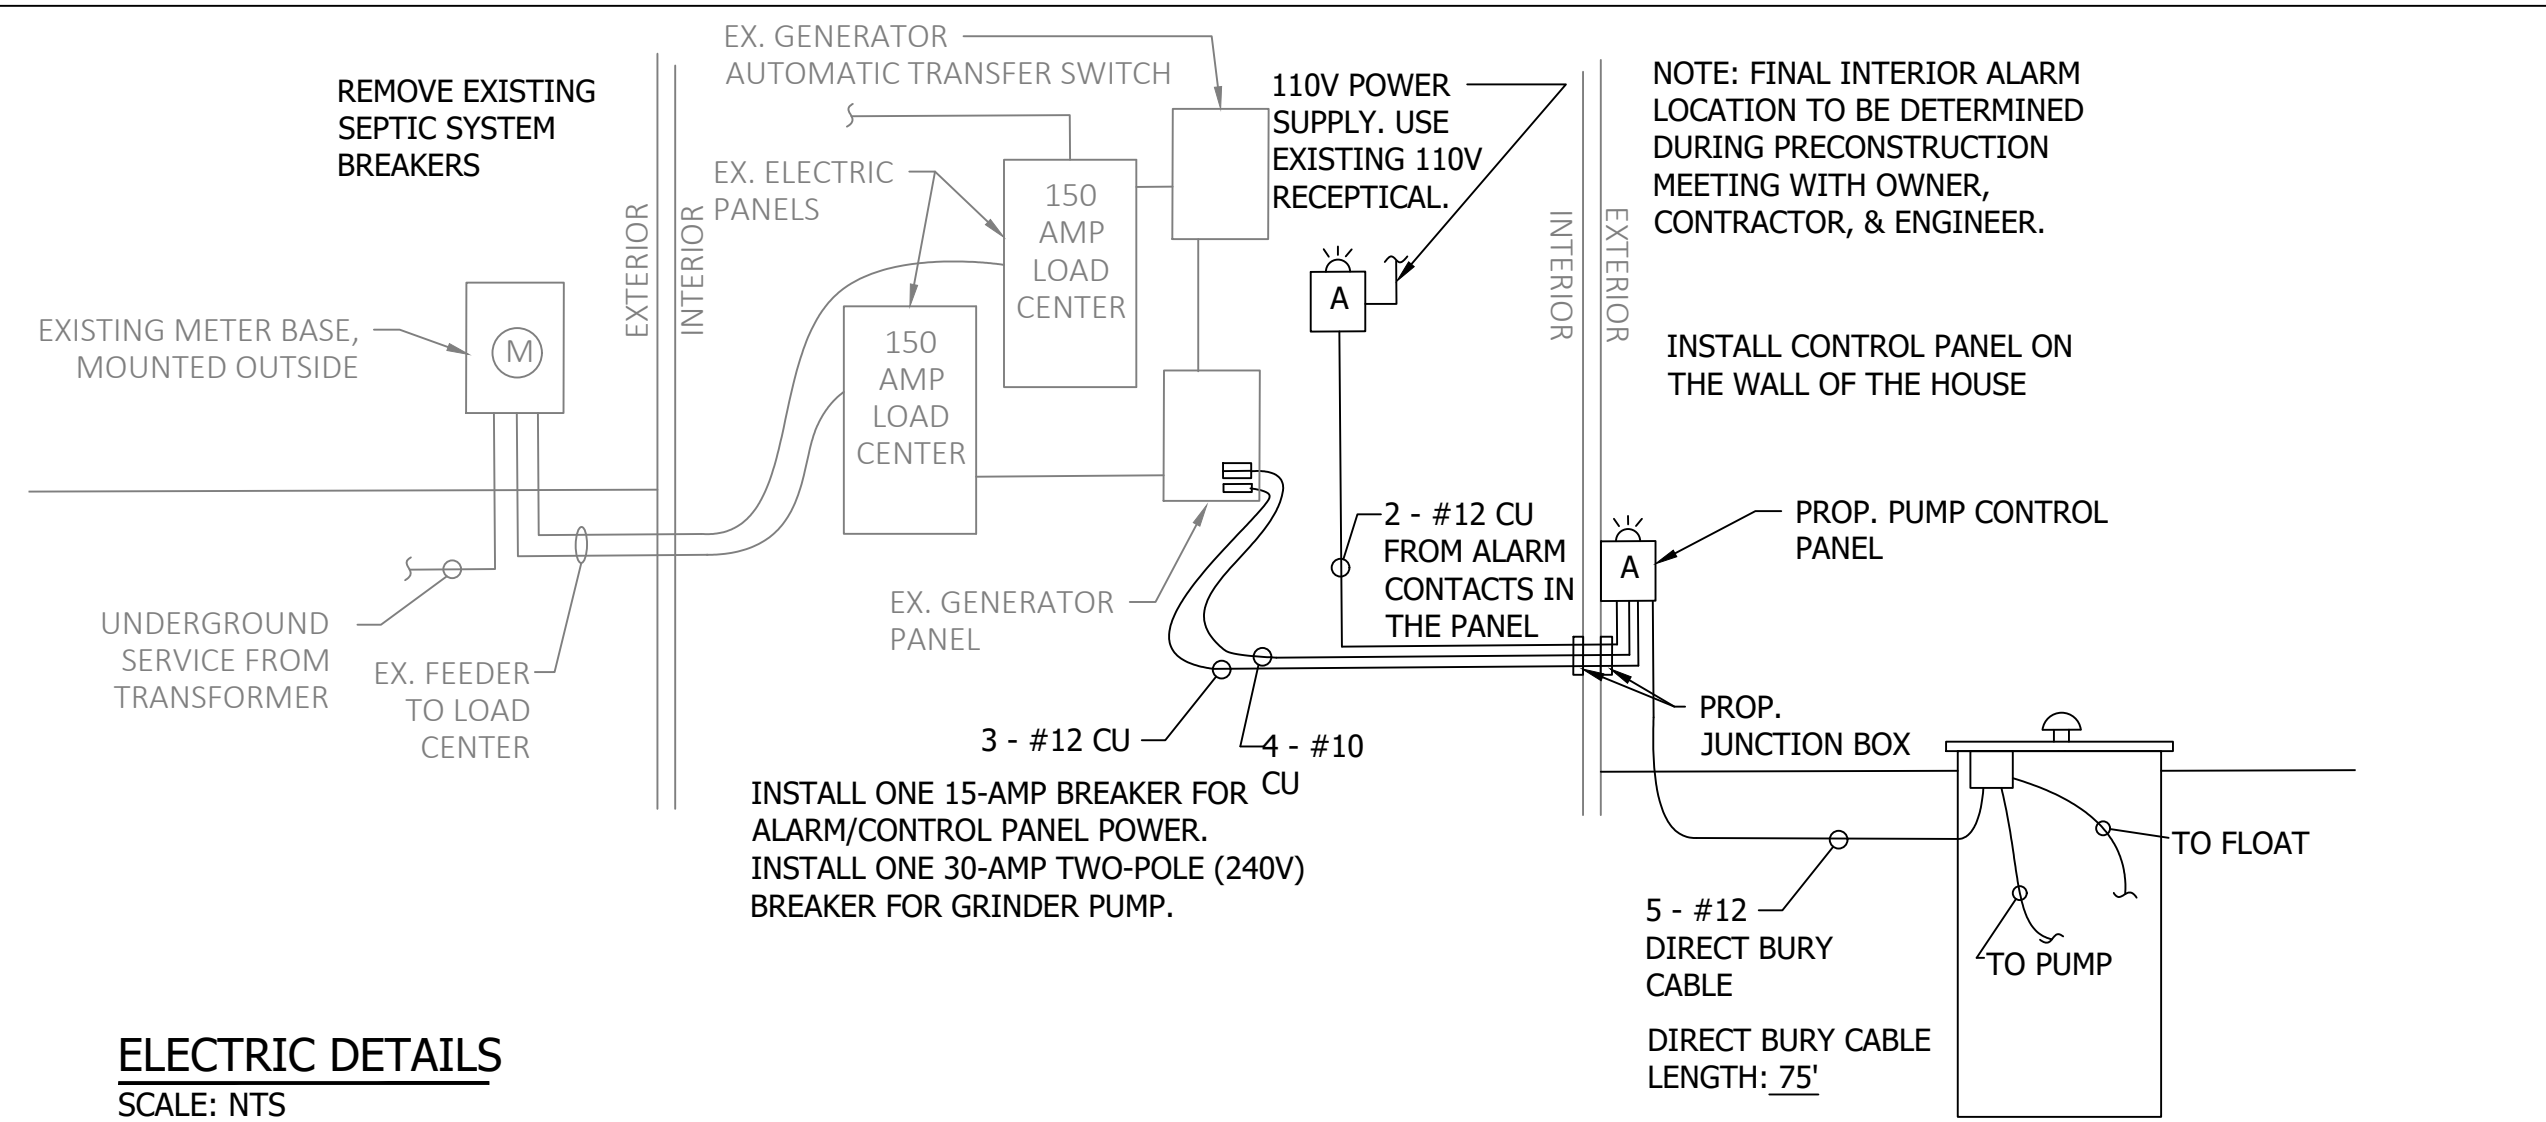 EX. GENERATOR
AUTOMATIC TRANSFER SWITCH
REMOVE EXISTING
SEPTIC SYSTEM
BREAKERS
110V POWER
SUPPLY. USE
EXISTING 110V
RECEPTICAL.
NOTE: FINAL INTERIOR ALARM
LOCATION TO BE DETERMINED
DURING PRECONSTRUCTION
MEETING WITH OWNER,
CONTRACTOR, & ENGINEER.
EX. ELECTRIC
PANELS
150
AMP
LOAD
CENTER
EXTERIOR
INTERIOR
INTERIOR
EXTERIOR
A
EXISTING METER BASE,
MOUNTED OUTSIDE
M
150
AMP
LOAD
CENTER
INSTALL CONTROL PANEL ON
THE WALL OF THE HOUSE
2 - #12 CU
FROM ALARM
CONTACTS IN
THE PANEL
PROP. PUMP CONTROL
PANEL
A
EX. GENERATOR
PANEL
UNDERGROUND
SERVICE FROM
TRANSFORMER
EX. FEEDER
TO LOAD
CENTER
3 - #12 CU
4 - #10
CU
PROP.
JUNCTION BOX
INSTALL ONE 15-AMP BREAKER FOR
ALARM/CONTROL PANEL POWER.
INSTALL ONE 30-AMP TWO-POLE (240V)
BREAKER FOR GRINDER PUMP.
TO FLOAT
5 - #12
DIRECT BURY
CABLE
TO PUMP
DIRECT BURY CABLE
LENGTH: 75'
ELECTRIC DETAILS
SCALE: NTS